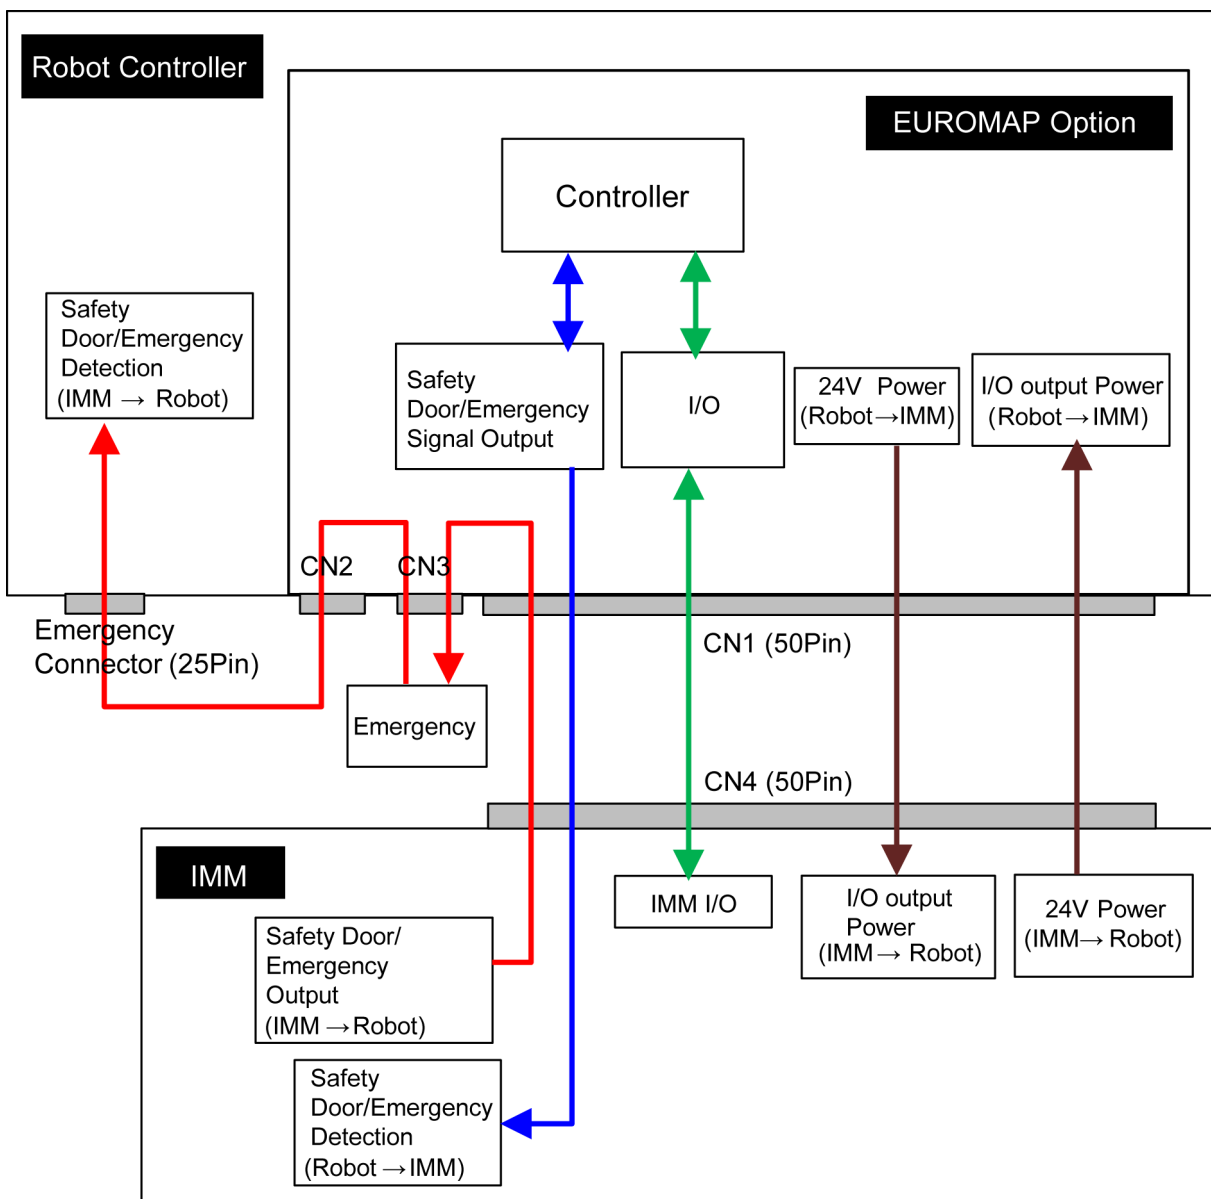 Robot Controller
EUROMAP Option
Controller
Safety
Door/Emergency
Detection
(IMM → Robot)
Safety
Door/Emergency
Signal Output
I/O
24V Power
(Robot→IMM)
I/O output Power
(Robot→IMM)
CN2
CN3
Emergency
Connector (25Pin)
CN1 (50Pin)
Emergency
CN4 (50Pin)
IMM
IMM I/O
I/O output
Power
(IMM→ Robot)
24V Power
(IMM→ Robot)
Safety Door/
Emergency
Output
(IMM → Robot)
Safety
Door/Emergency
Detection
(Robot → IMM)